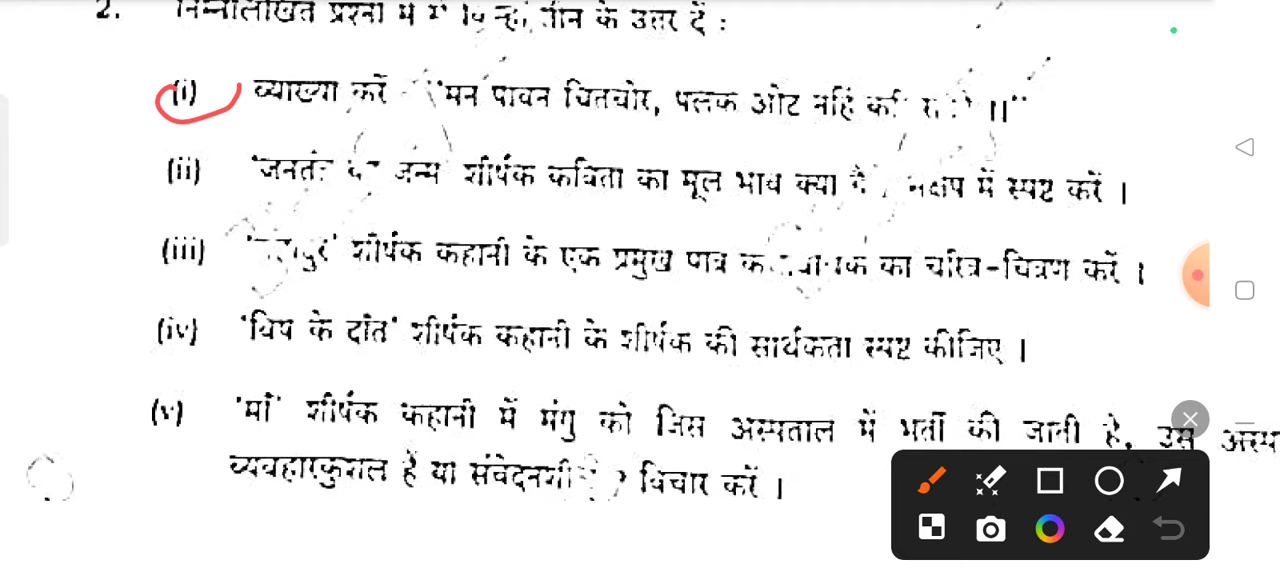 2. निम्नलिखित प्रश्नों में से किन्हीं तीन के उत्तर दें :
(i) व्याख्या करें "मन पावन चितचोर, पलक ओट नहिं करि ।।"
(ii) 'जनतंत्र का जन्म' शीर्षक कविता का मूल भाव क्या है में स्पष्ट करें ।
(iii) शीर्षक कहानी के एक प्रमुख पात्र का चरित्र-चित्रण करें ।
(iv) 'विष के दाँत' शीर्षक कहानी के शीर्षक की सार्थकता स्पष्ट कीजिए ।
(v) 'माँ' शीर्षक कहानी में मंगु को जिस अस्पताल में भर्ती की जाती है, उस
व्यवहारकुशल हैं या विचार करें ।